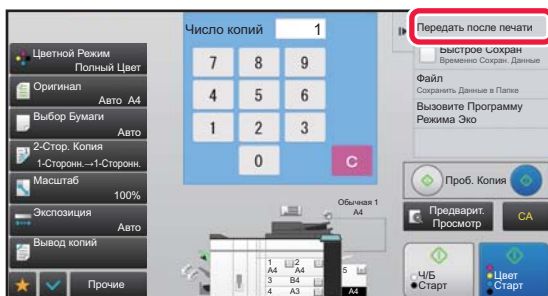 Число копий 1
7 8 9
4 5 6
1 2 3
0 C
Цветной Режим
Полный Цвет
Оригинал
Авто A4
Выбор Бумаги
Авто
2-Стор. Копия
1-Сторонн.→1-Сторонн.
Масштаб
100%
Экспозиция
Авто
Вывод копий
Прочие
Обычная 1
A4
1 2
A4 A4
3 B4
4 A3
5
A4
Передать после печати
Быстрое Сохран
Временно Сохран. Данные
Файл
Сохранить Данные в Папке
Вызовите Программу
Режима Эко
Проб. Копия
Предварит.
Просмотр
CA
Ч/Б
Старт
Цвет
Старт